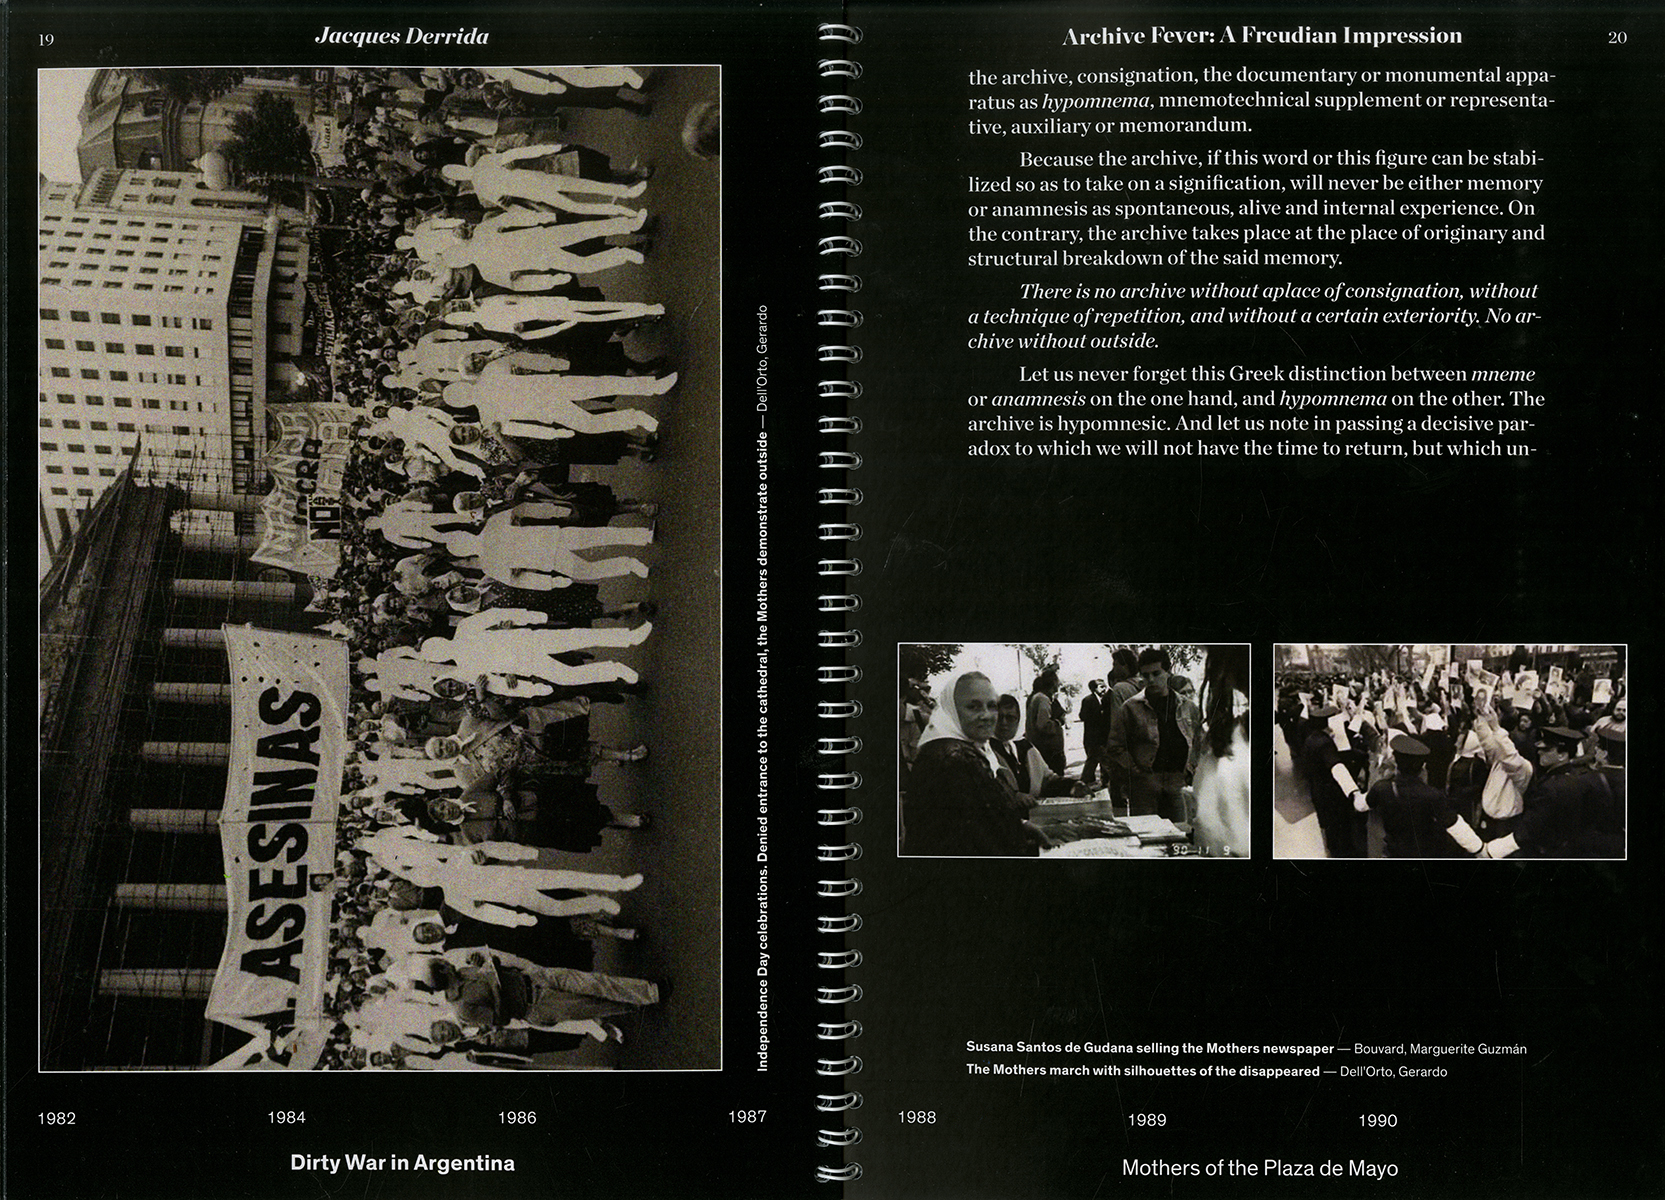 19
Jacques Derrida
ASESINAS
Independence Day celebrations. Denied entrance to the cathedral, the Mothers demonstrate outside — Dell'Orto, Gerardo
1982
1984
1986
1987
Dirty War in Argentina
Archive Fever: A Freudian Impression
20
the archive, consignation, the documentary or monumental appa-
ratus as hypomnema, mnemotechnical supplement or representa-
tive, auxiliary or memorandum.
Because the archive, if this word or this figure can be stabi-
lized so as to take on a signification, will never be either memory
or anamnesis as spontaneous, alive and internal experience. On
the contrary, the archive takes place at the place of originary and
structural breakdown of the said memory.
There is no archive without aplace of consignation, without
a technique of repetition, and without a certain exteriority. No ar-
chive without outside.
Let us never forget this Greek distinction between mneme
or anamnesis on the one hand, and hypomnema on the other. The
archive is hypomnesic. And let us note in passing a decisive par-
adox to which we will not have the time to return, but which un-
90 11 9
Susana Santos de Gudana selling the Mothers newspaper — Bouvard, Marguerite Guzmán
The Mothers march with silhouettes of the disappeared — Dell'Orto, Gerardo
1988
1989
1990
Mothers of the Plaza de Mayo